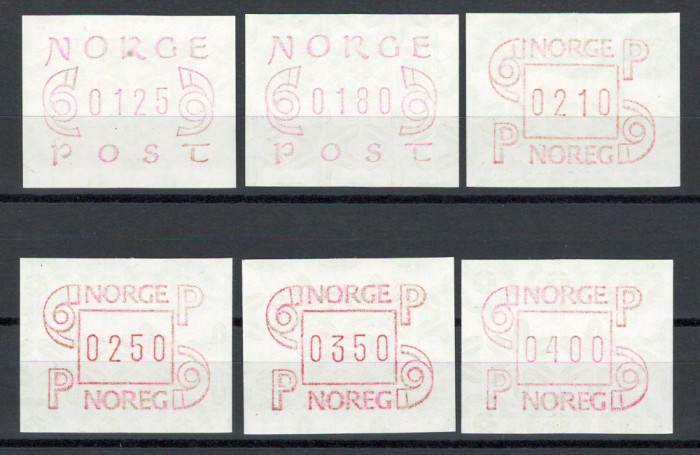 NORGE
0125
POST
NORGE
0180
POST
NORGE P
0210
P NOREG
NORGE P
0250
P NOREG
NORGE P
0350
P NOREG
NORGE P
0400
P NOREG